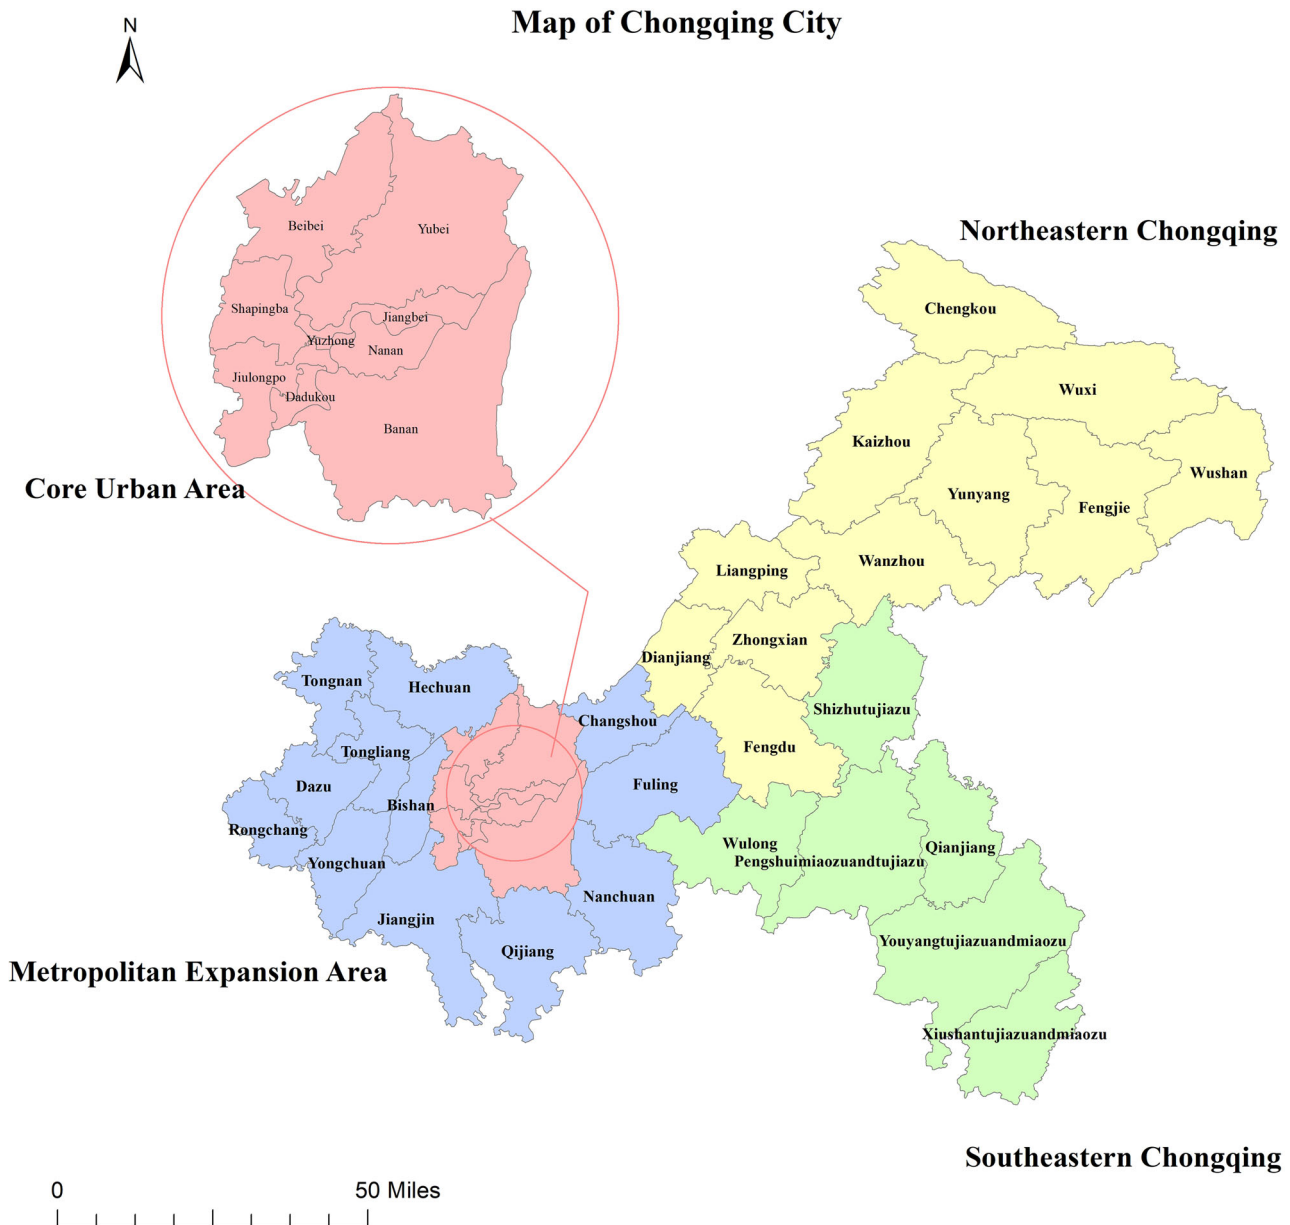 Map of Chongqing City
N
Beibei
Yubei
Northeastern Chongqing
Shapingba
Jiangbei
Chengkou
Yuzhong
Nanan
Jiulongpo
Dadukou
Wuxi
Banan
Kaizhou
Wushan
Core Urban Area
Yunyang
Fengjie
Liangping
Wanzhou
Zhongxian
Dianjiang
Tongnan
Hechuan
Shizhutujiazu
Changshou
Tongliang
Fengdu
Dazu
Fuling
Bishan
Rongchang
Wulong
Qianjiang
Yongchuan
Pengshuimiaozuandtujiazu
Nanchuan
Jiangjin
Youyangtujiazuandmiaozu
Qijiang
Metropolitan Expansion Area
Xiushantujiazuandmiaozu
Southeastern Chongqing
0 50 Miles